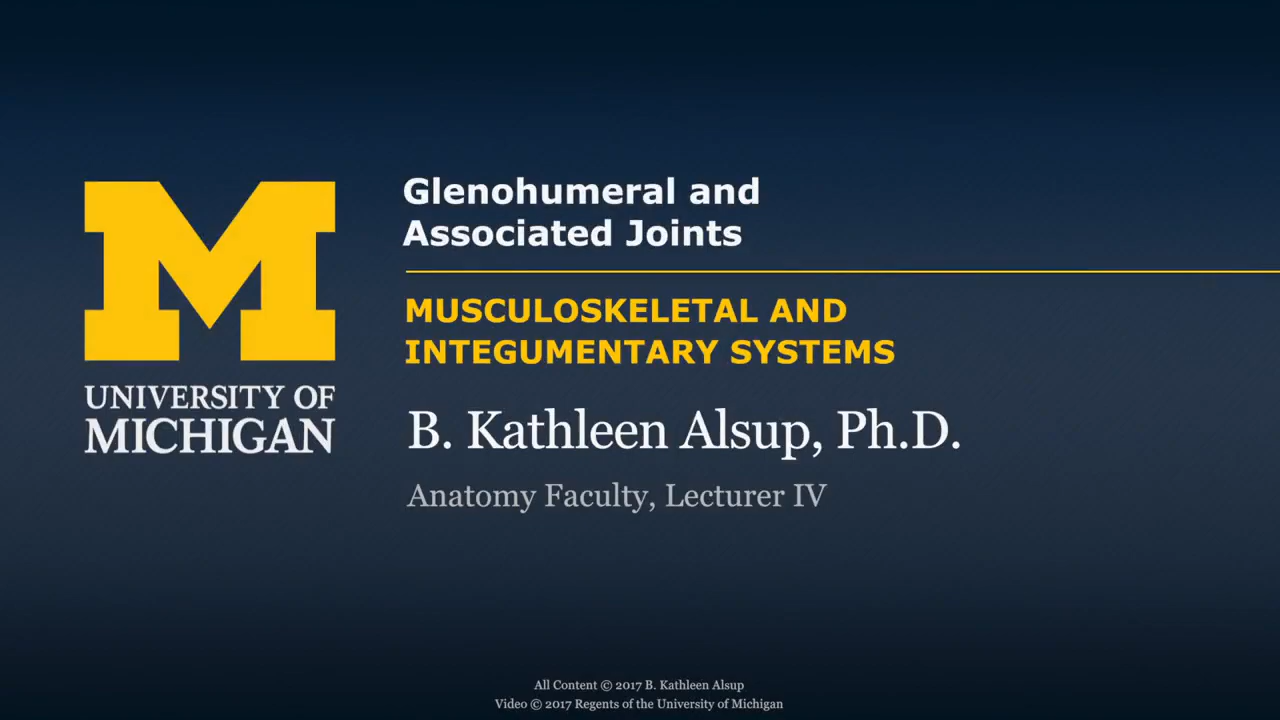 Glenohumeral and
Associated Joints
MUSCULOSKELETAL AND
INTEGUMENTARY SYSTEMS
B. Kathleen Alsup, Ph.D.
Anatomy Faculty, Lecturer IV
M
UNIVERSITY OF
MICHIGAN
All Content © 2017 B. Kathleen Alsup
Video © 2017 Regents of the University of Michigan